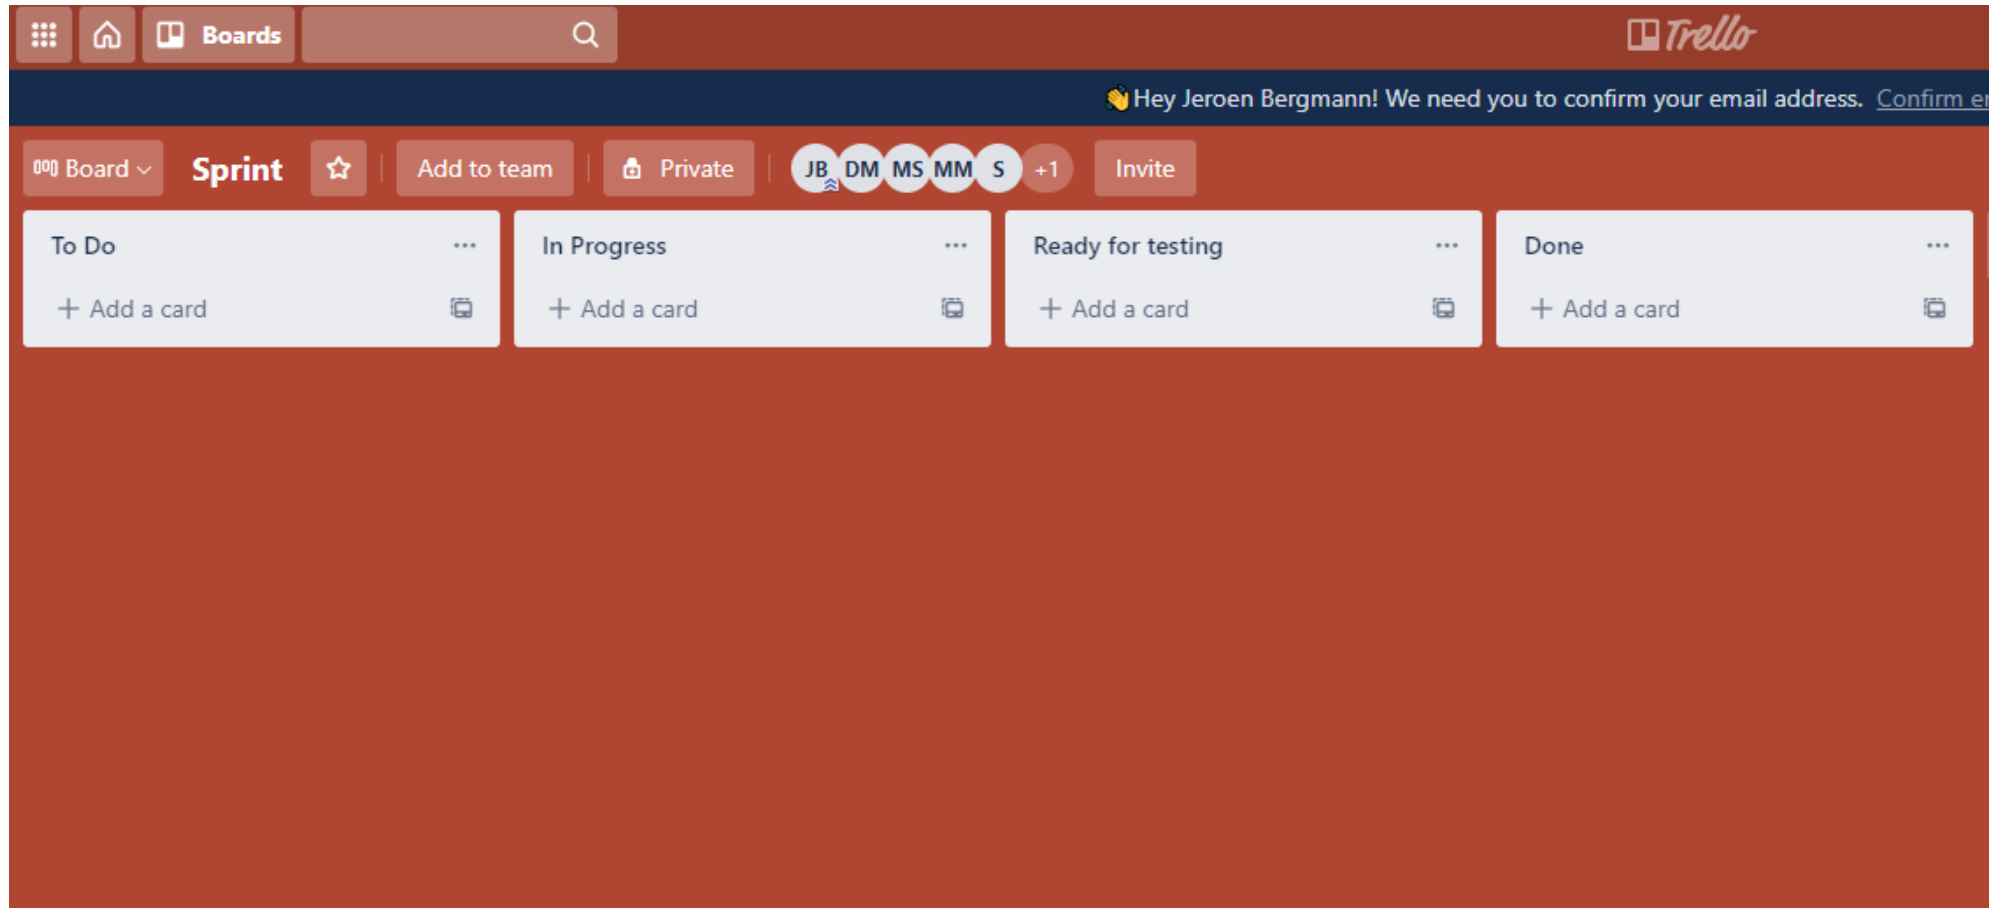 Boards
Trello
👋Hey Jeroen Bergmann! We need you to confirm your email address. Confirm
Board Sprint Add to team Private JB DM MS MM S +1 Invite
To Do ... In Progress ... Ready for testing ... Done ...
+ Add a card + Add a card + Add a card + Add a card